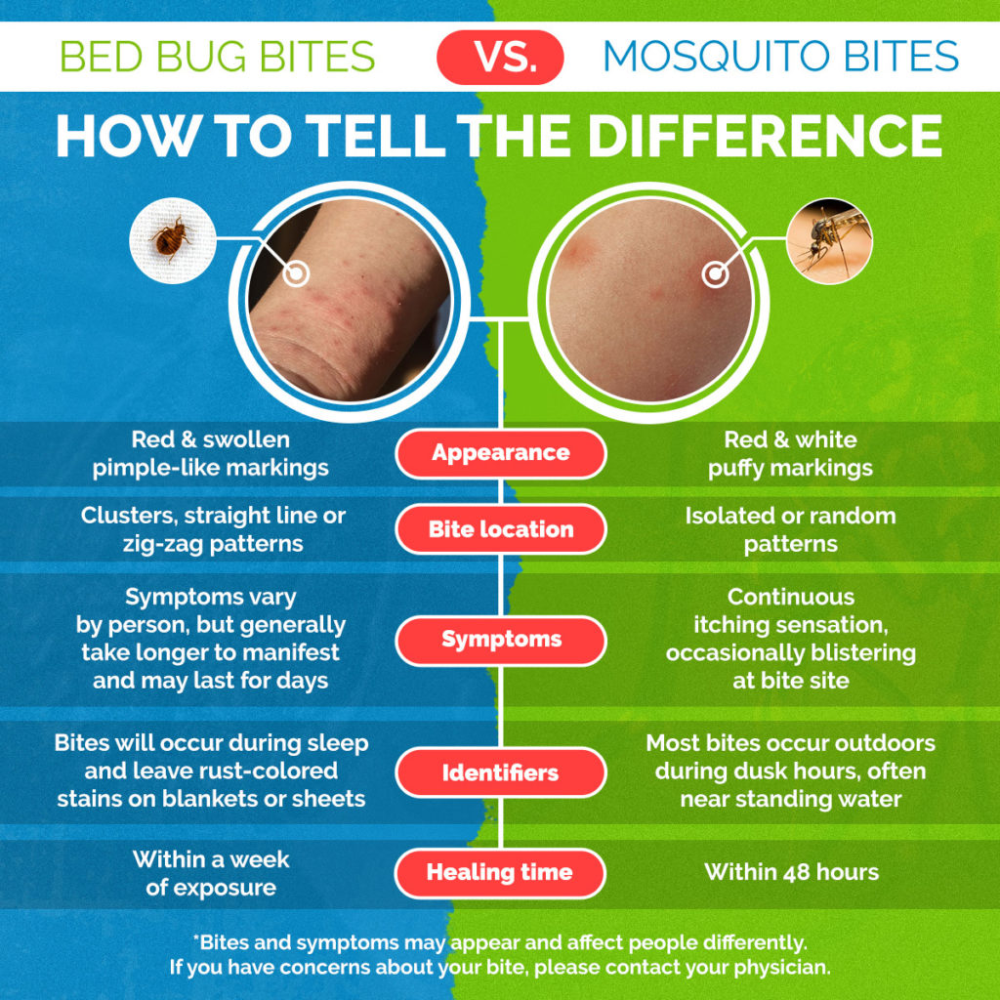 BED BUG BITES VS. MOSQUITO BITES
HOW TO TELL THE DIFFERENCE
Appearance
Red & swollen
pimple-like markings
Red & white
puffy markings
Bite location
Clusters, straight line or
zig-zag patterns
Isolated or random
patterns
Symptoms
Symptoms vary
by person, but generally
take longer to manifest
and may last for days
Continuous
itching sensation,
occasionally blistering
at bite site
Identifiers
Bites will occur during sleep
and leave rust-colored
stains on blankets or sheets
Most bites occur outdoors
during dusk hours, often
near standing water
Healing time
Within a week
of exposure
Within 48 hours
*Bites and symptoms may appear and affect people differently.
If you have concerns about your bite, please contact your physician.